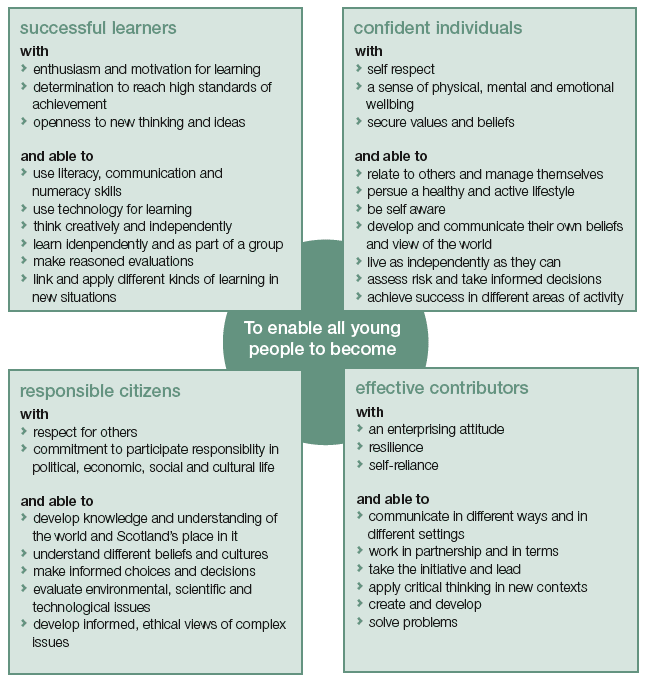 successful learners
with
› enthusiasm and motivation for learning
› determination to reach high standards of
achievement
› openness to new thinking and ideas
and able to
› use literacy, communication and
numeracy skills
› use technology for learning
› think creatively and independently
› learn idenpendently and as part of a group
› make reasoned evaluations
› link and apply different kinds of learning in
new situations
confident individuals
with
› self respect
› a sense of physical, mental and emotional
wellbing
› secure values and beliefs
and able to
› relate to others and manage themselves
› persue a healthy and active lifestyle
› be self aware
› develop and communicate their own beliefs
and view of the world
› live as independently as they can
› assess risk and take informed decisions
› achieve success in different areas of activity
To enable all young
people to become
responsible citizens
with
› respect for others
› commitment to participate responsiblity in
political, economic, social and cultural life
and able to
› develop knowledge and understanding of
the world and Scotland's place in it
› understand different beliefs and cultures
› make informed choices and decisions
› evaluate environmental, scientific and
technological issues
› develop informed, ethical views of complex
issues
effective contributors
with
› an enterprising attitude
› resilience
› self-reliance
and able to
› communicate in different ways and in
different settings
› work in partnership and in terms
› take the initiative and lead
› apply critical thinking in new contexts
› create and develop
› solve problems